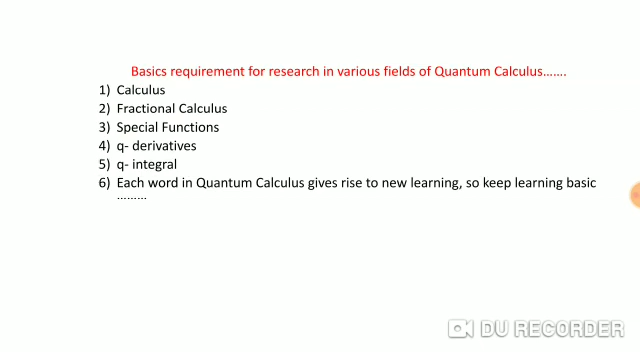 Basics requirement for research in various fields of Quantum Calculus.......
1) Calculus
2) Fractional Calculus
3) Special Functions
4) q- derivatives
5) q- integral
6) Each word in Quantum Calculus gives rise to new learning, so keep learning basic
.........
DU RECORDER